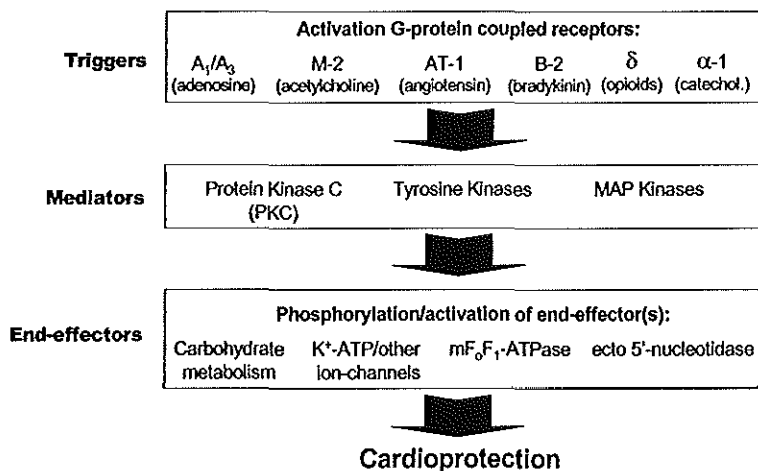 Activation G-protein coupled receptors:
Triggers
A₁/A₃ M-2 AT-1 B-2 δ α-1
(adenosine) (acetylcholine) (angiotensin) (bradykinin) (opioids) (catechol.)
Mediators
Protein Kinase C Tyrosine Kinases MAP Kinases
(PKC)
End-effectors
Phosphorylation/activation of end-effector(s):
Carbohydrate K⁺-ATP/other mF₀F₁-ATPase ecto 5'-nucleotidase
metabolism ion-channels
Cardioprotection